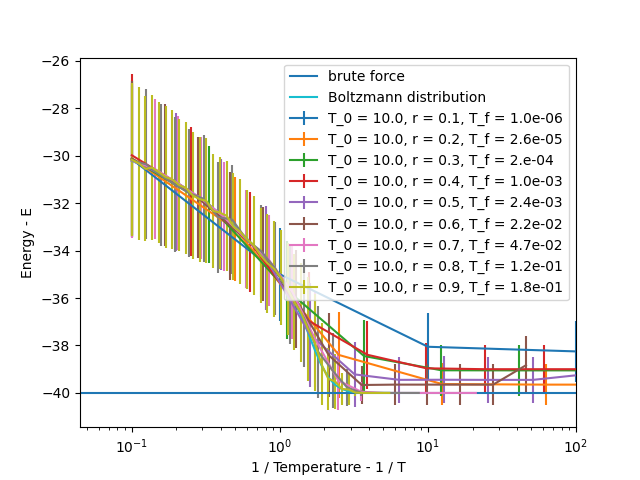 −26
−28
−30
−32
−34
−36
−38
−40
Energy - E
brute force
Boltzmann distribution
T_0 = 10.0, r = 0.1, T_f = 1.0e-06
T_0 = 10.0, r = 0.2, T_f = 2.6e-05
T_0 = 10.0, r = 0.3, T_f = 2.e-04
T_0 = 10.0, r = 0.4, T_f = 1.0e-03
T_0 = 10.0, r = 0.5, T_f = 2.4e-03
T_0 = 10.0, r = 0.6, T_f = 2.2e-02
T_0 = 10.0, r = 0.7, T_f = 4.7e-02
T_0 = 10.0, r = 0.8, T_f = 1.2e-01
T_0 = 10.0, r = 0.9, T_f = 1.8e-01
10⁻¹ 10⁰ 10¹ 10²
1 / Temperature - 1 / T